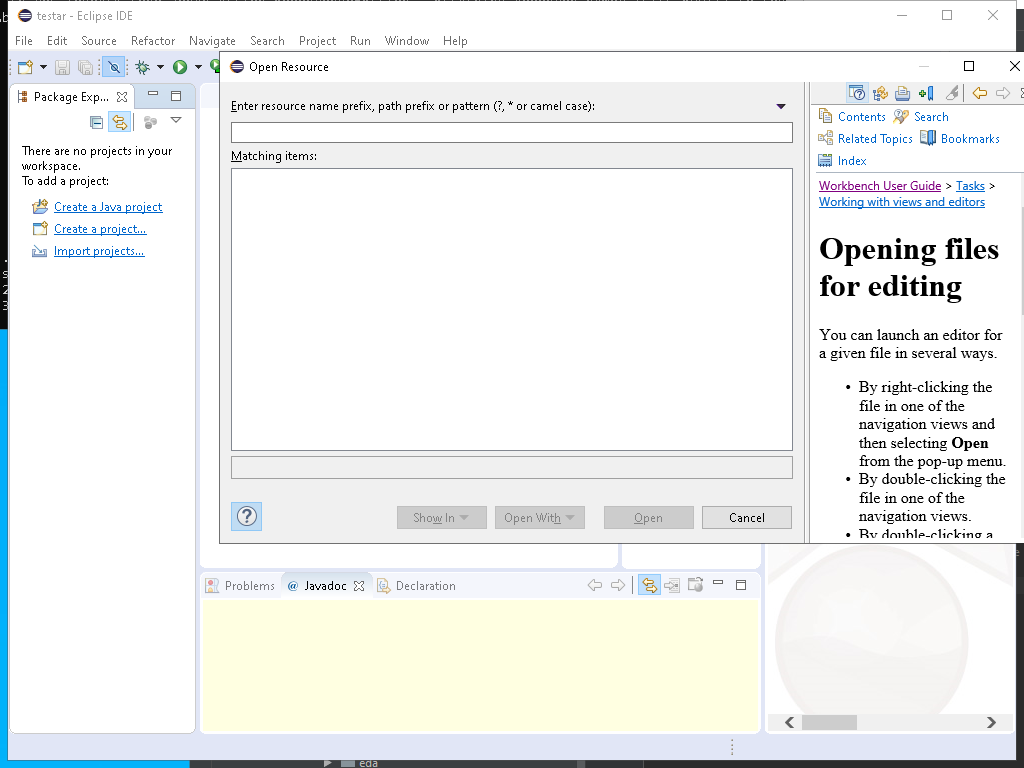 testar - Eclipse IDE
File Edit Source Refactor Navigate Search Project Run Window Help
Package Exp...
There are no projects in your
workspace.
To add a project:
Create a Java project
Create a project...
Import projects...
Open Resource
Enter resource name prefix, path prefix or pattern (?, * or camel case):
Matching items:
Show In
Open With
Open
Cancel
Contents Search
Related Topics Bookmarks
Index
Workbench User Guide > Tasks >
Working with views and editors
Opening files
for editing
You can launch an editor for
a given file in several ways.
• By right-clicking the
file in one of the
navigation views and
then selecting Open
from the pop-up menu.
• By double-clicking the
file in one of the
navigation views.
• By double-clicking a
Problems @ Javadoc Declaration
eda